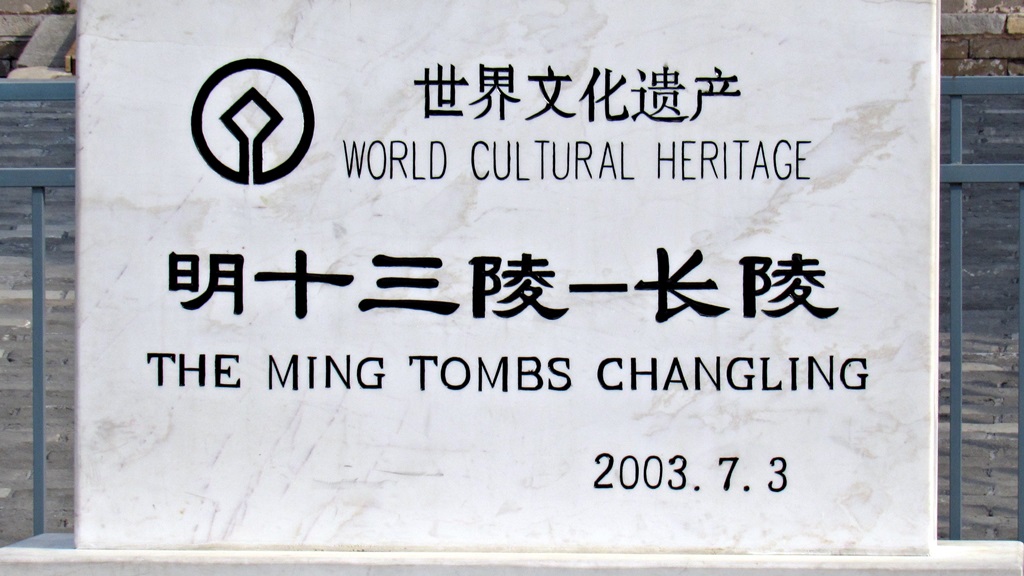 世界文化遗产
WORLD CULTURAL HERITAGE
明十三陵—长陵
THE MING TOMBS CHANGLING
2003.7.3